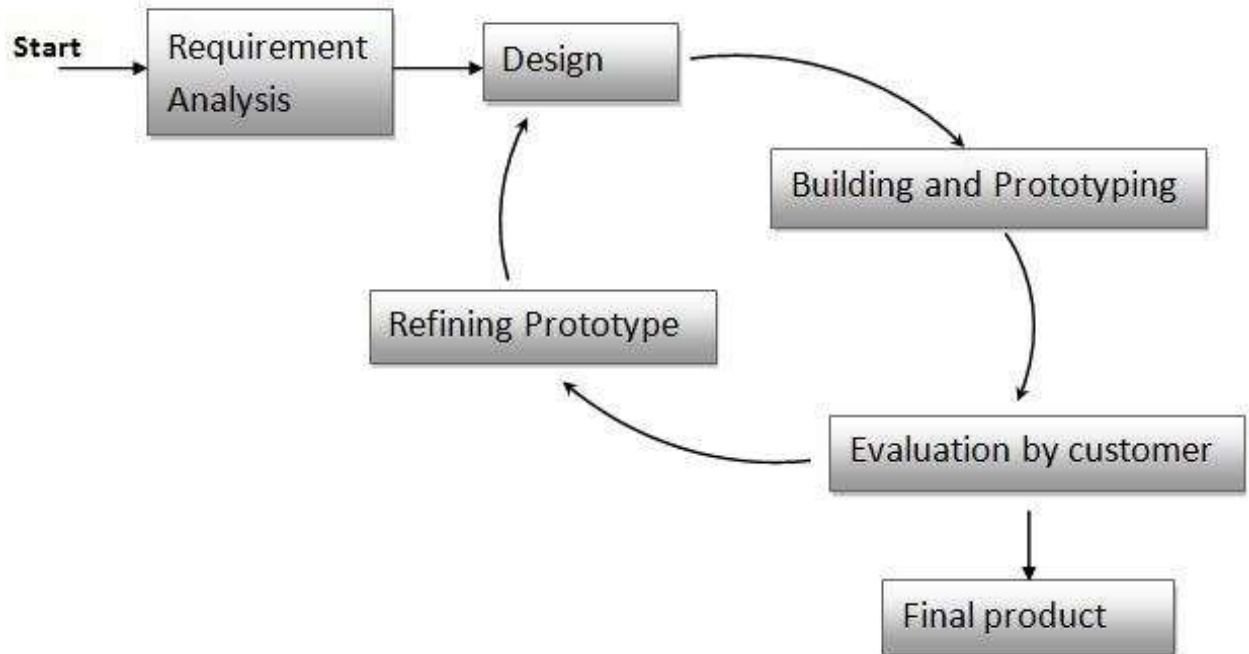 Start
Requirement
Analysis
Design
Building and Prototyping
Refining Prototype
Evaluation by customer
Final product